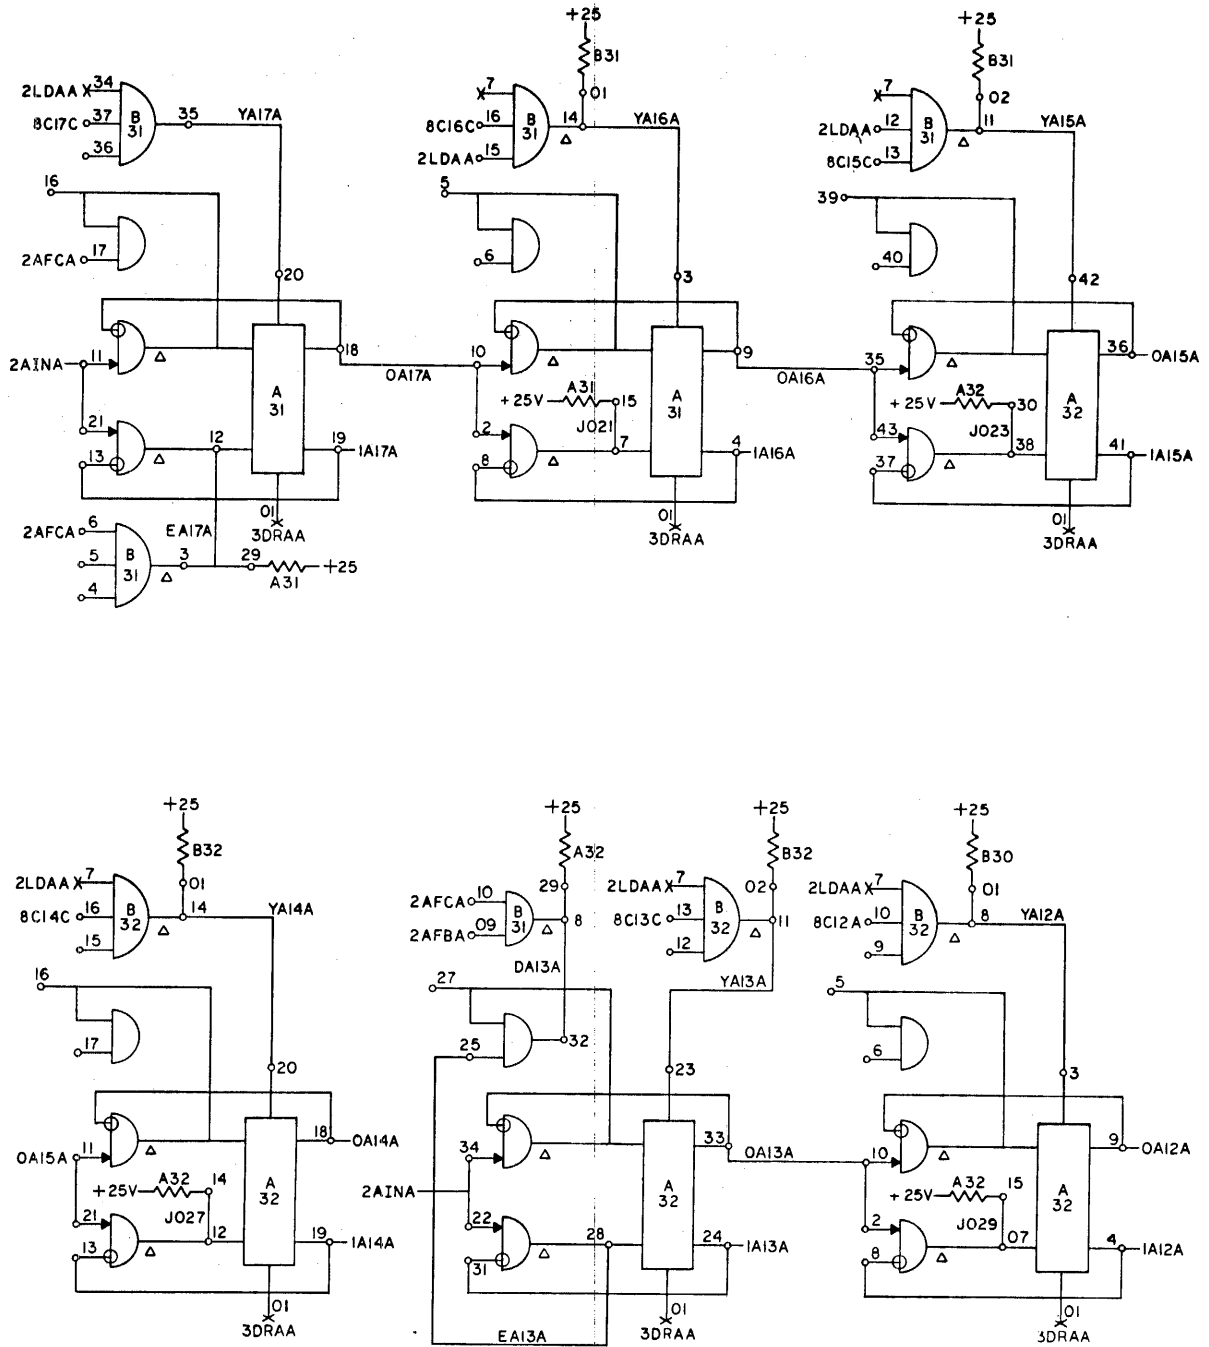 +25
B31
+25
B31
2LDAA 34
8C17C 37
36
B 31
35
YA17A
7
8C16C 16
2LDAA 15
B 31
14
01
YA16A
7
2LDAA 12
8C15C 13
B 31
02
11
YA15A
16
2AFCA 17
20
5
6
3
39
40
42
2AINA 11
21
13
12
18
0A17A
A 31
19
1A17A
01
3DRAA
10
2
8
+25V
A31
15
J021
7
9
0A16A
A 31
4
1A16A
01
3DRAA
35
43
37
+25V
A32
30
J023
38
36
0A15A
A 32
41
1A15A
01
3DRAA
EA17A
2AFCA 6
5
4
B 31
3
29
A31
+25
+25
B32
+25
A32
+25
B32
+25
B30
2LDAA 7
8C14C 16
15
B 32
01
14
YA14A
2AFCA 10
2AFBA 09
B 31
29
8
DA13A
2LDAA 7
8C13C 13
12
B 32
02
11
YA13A
2LDAA 7
8C12A 10
9
B 32
01
8
YA12A
16
17
20
27
25
32
23
5
6
3
0A15A 11
21
13
+25V
A32
14
J027
12
18
0A14A
A 32
19
1A14A
01
3DRAA
2AINA
34
22
31
28
EA13A
33
0A13A
A 32
24
1A13A
01
3DRAA
10
2
8
+25V
A32
15
J029
07
9
0A12A
A 32
4
1A12A
01
3DRAA